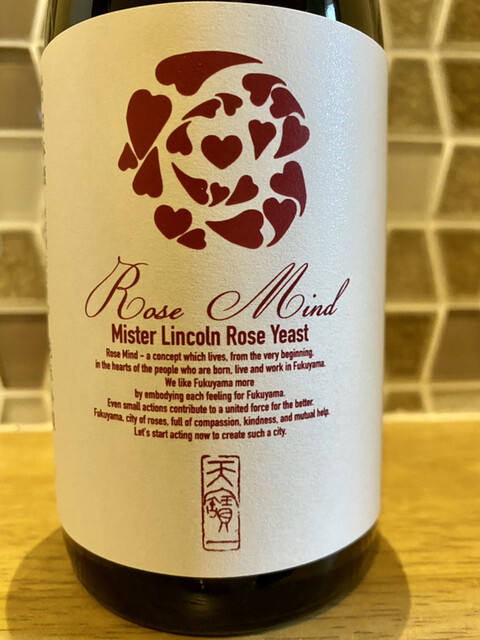 Rose Mind
Mister Lincoln Rose Yeast
Rose Mind - a concept which lives, from the very beginning,
in the hearts of the people who are born, live and work in Fukuyama.
We like Fukuyama more
by embodying each feeling for Fukuyama.
Even small actions contribute to a united force for the better.
Fukuyama, city of roses, full of compassion, kindness, and mutual help.
Let's start acting now to create such a city.
天寶一